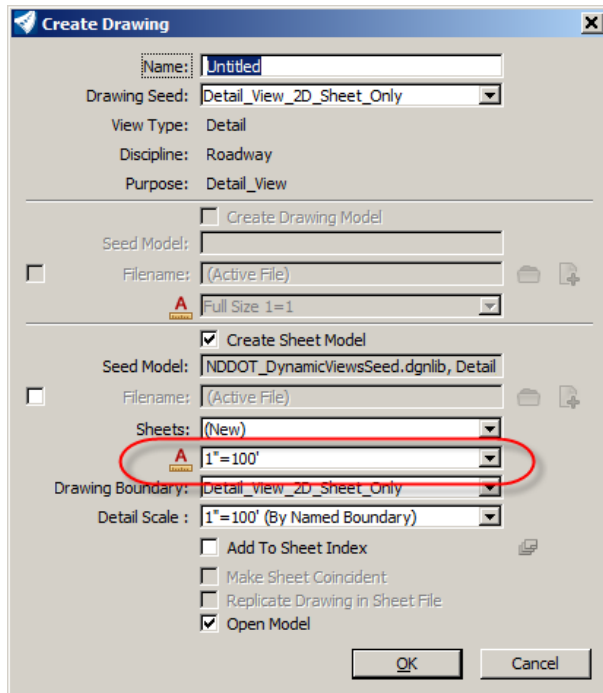 Create Drawing
Name: Untitled
Drawing Seed: Detail_View_2D_Sheet_Only
View Type: Detail
Discipline: Roadway
Purpose: Detail_View
Create Drawing Model
Seed Model:
Filename: (Active File)
A Full Size 1=1
Create Sheet Model
Seed Model: NDDOT_DynamicViewsSeed.dgnlib, Detail
Filename: (Active File)
Sheets: (New)
A 1"=100'
Drawing Boundary: Detail_View_2D_Sheet_Only
Detail Scale : 1"=100' (By Named Boundary)
Add To Sheet Index
Make Sheet Coincident
Replicate Drawing in Sheet File
Open Model
OK Cancel